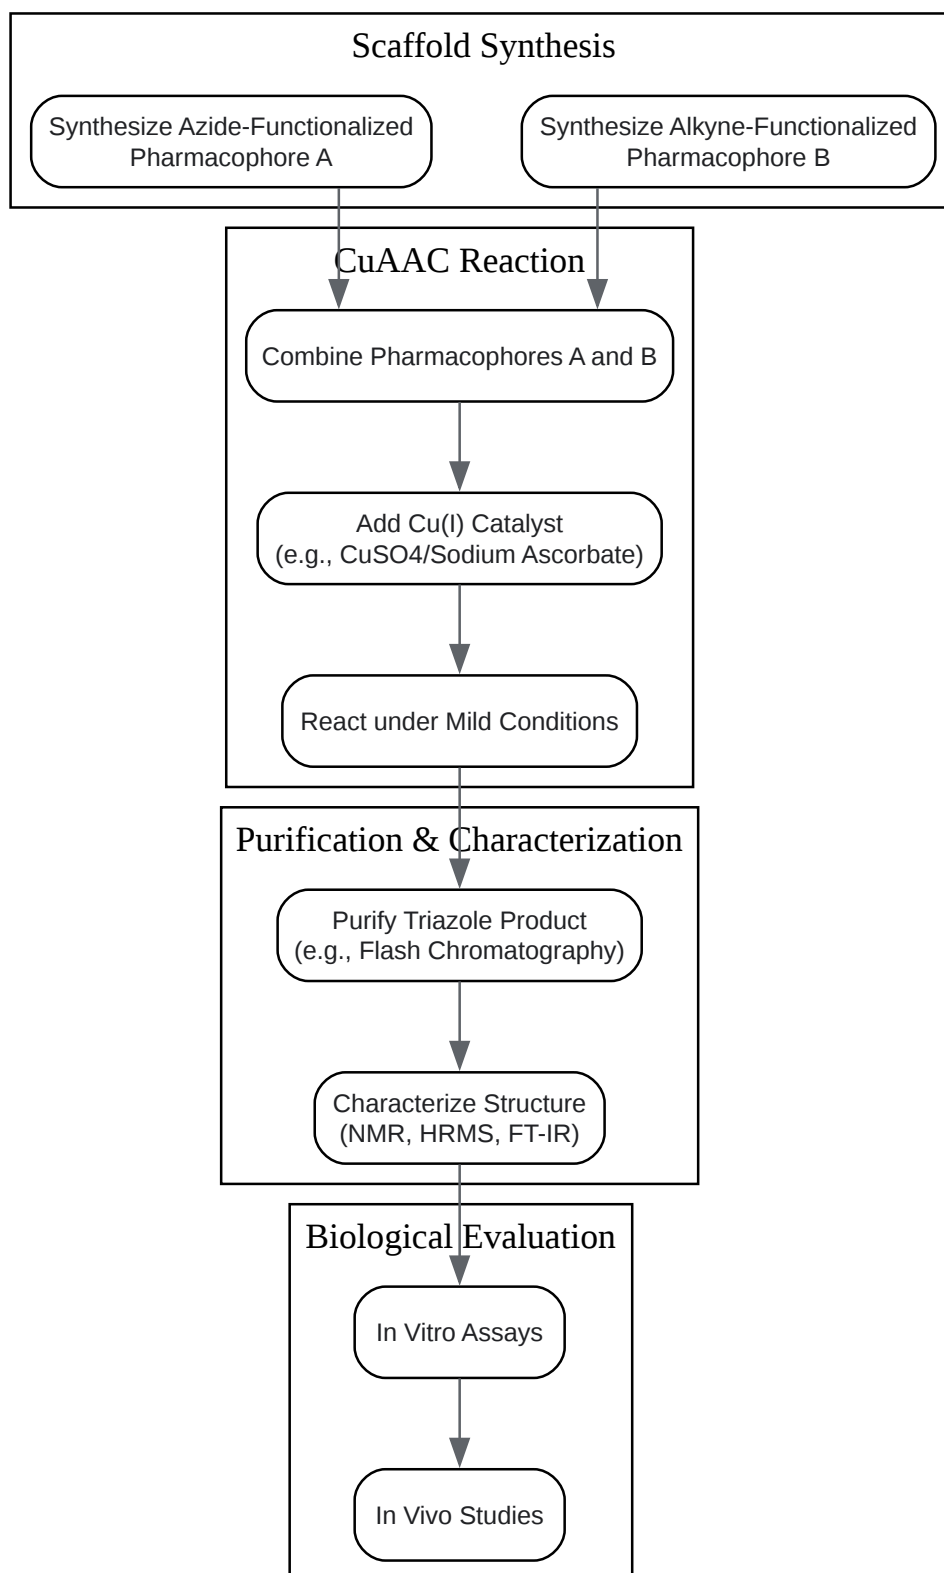 Scaffold Synthesis
Synthesize Azide-Functionalized
Pharmacophore A
Synthesize Alkyne-Functionalized
Pharmacophore B
CuAAC Reaction
Combine Pharmacophores A and B
Add Cu(I) Catalyst
(e.g., CuSO4/Sodium Ascorbate)
React under Mild Conditions
Purification & Characterization
Purify Triazole Product
(e.g., Flash Chromatography)
Characterize Structure
(NMR, HRMS, FT-IR)
Biological Evaluation
In Vitro Assays
In Vivo Studies